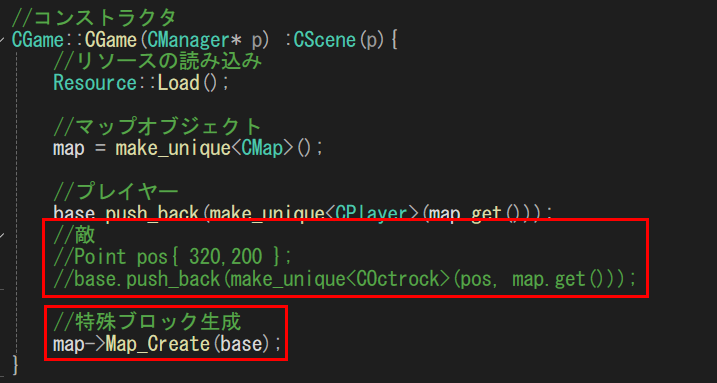 //コンストラクタ
CGame::CGame(CManager* p) :CScene(p){
//リソースの読み込み
Resource::Load();
//マップオブジェクト
map = make_unique<CMap>();
//プレイヤー
base.push_back(make_unique<CPlayer>(map.get()));
//敵
//Point pos{ 320,200 };
//base.push_back(make_unique<COctrock>(pos, map.get()));
//特殊ブロック生成
map->Map_Create(base);
}